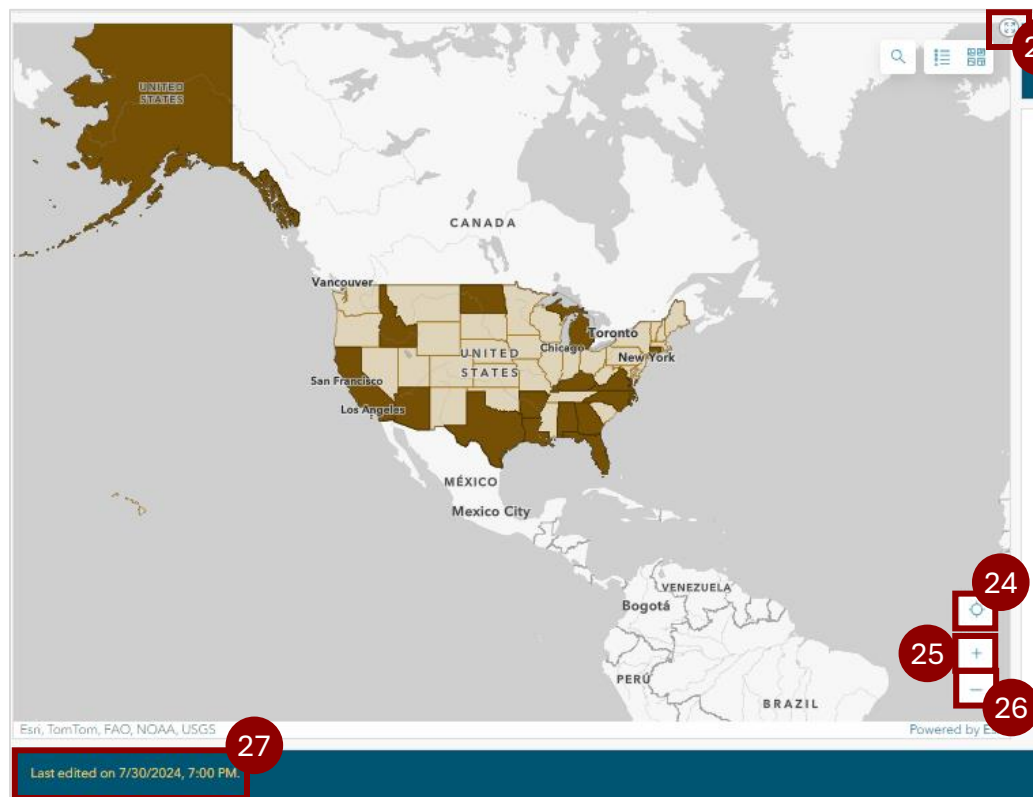 2
UNITED
STATES
CANADA
Vancouver
Toronto
Chicago
New York
UNITED
STATES
San Francisco
Los Angeles
MÉXICO
Mexico City
24
VENEZUELA
Bogotá
25
PERÚ
BRAZIL
26
Esri, TomTom, FAO, NOAA, USGS
Powered by Es
27
Last edited on 7/30/2024, 7:00 PM.